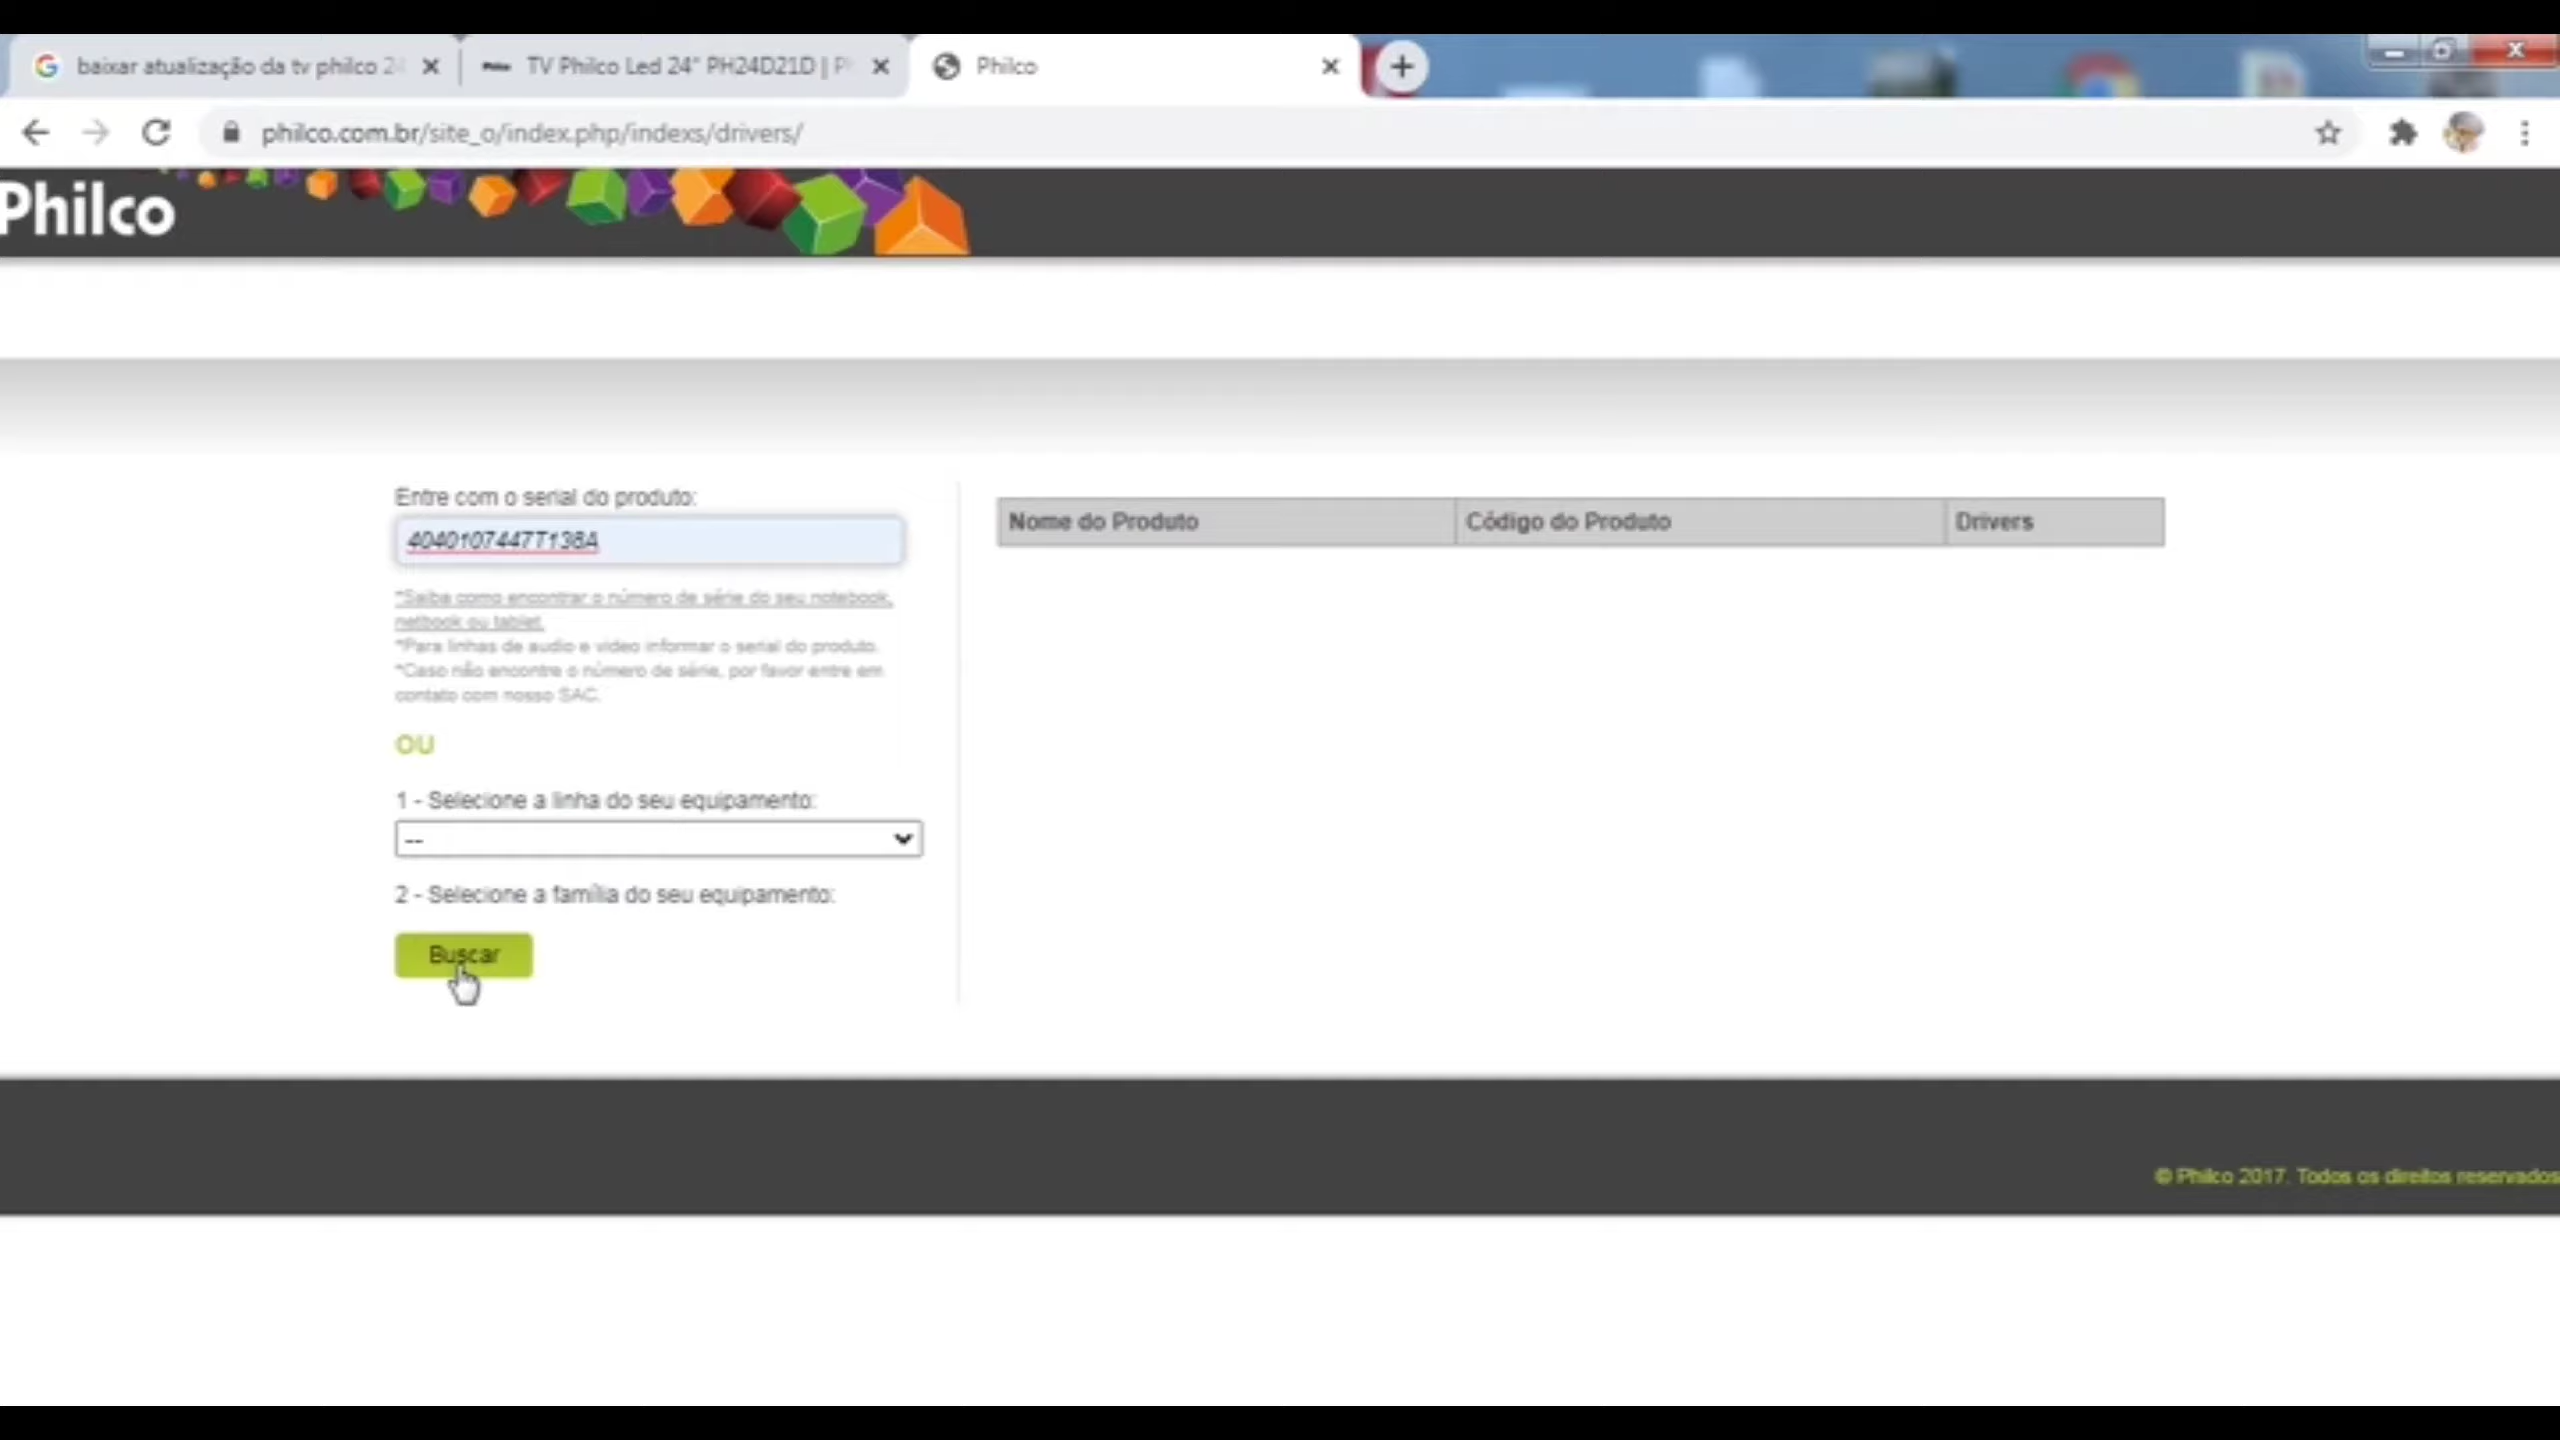 baixar atualização da tv philco 24
TV Philco Led 24" PH24D21D | P
Philco
philco.com.br/site_o/index.php/indexs/drivers/
Philco
Entre com o serial do produto:
4040107447T138A
*Saiba como encontrar o número de série do seu notebook,
netbook ou tablet.
*Para linhas de audio e video informar o serial do produto.
*Caso não encontre o número de série, por favor entre em
contato com nosso SAC.
OU
1 - Selecione a linha do seu equipamento:
--
2 - Selecione a família do seu equipamento:
Buscar
Nome do Produto
Código do Produto
Drivers
© Philco 2017. Todos os direitos reservados